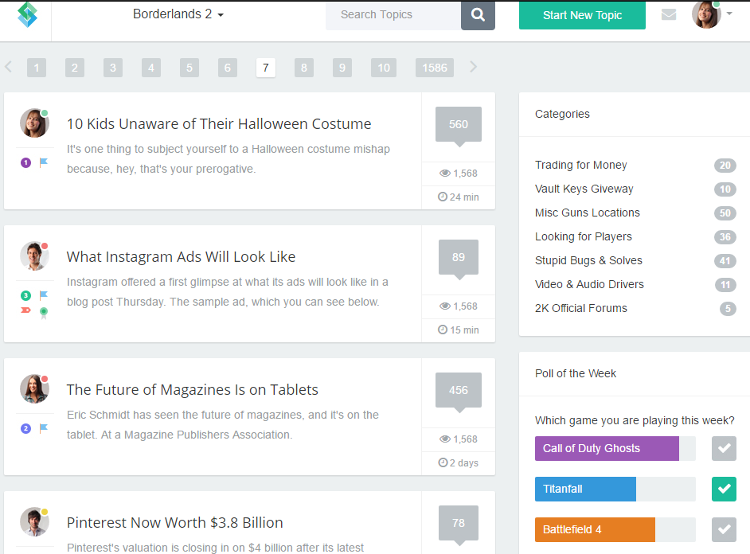 Borderlands 2
Search Topics
Start New Topic
1 2 3 4 5 6 7 8 9 10 1586
10 Kids Unaware of Their Halloween Costume
It's one thing to subject yourself to a Halloween costume mishap
because, hey, that's your prerogative.
1
560
1,568
24 min
What Instagram Ads Will Look Like
Instagram offered a first glimpse at what its ads will look like in a
blog post Thursday. The sample ad, which you can see below.
3
89
1,568
15 min
The Future of Magazines Is on Tablets
Eric Schmidt has seen the future of magazines, and it's on the
tablet. At a Magazine Publishers Association.
2
456
1,568
2 days
Pinterest Now Worth $3.8 Billion
Pinterest's valuation is closing in on $4 billion after its latest
78
Categories
Trading for Money 20
Vault Keys Giveway 10
Misc Guns Locations 50
Looking for Players 36
Stupid Bugs & Solves 41
Video & Audio Drivers 11
2K Official Forums 5
Poll of the Week
Which game you are playing this week?
Call of Duty Ghosts
Titanfall
Battlefield 4